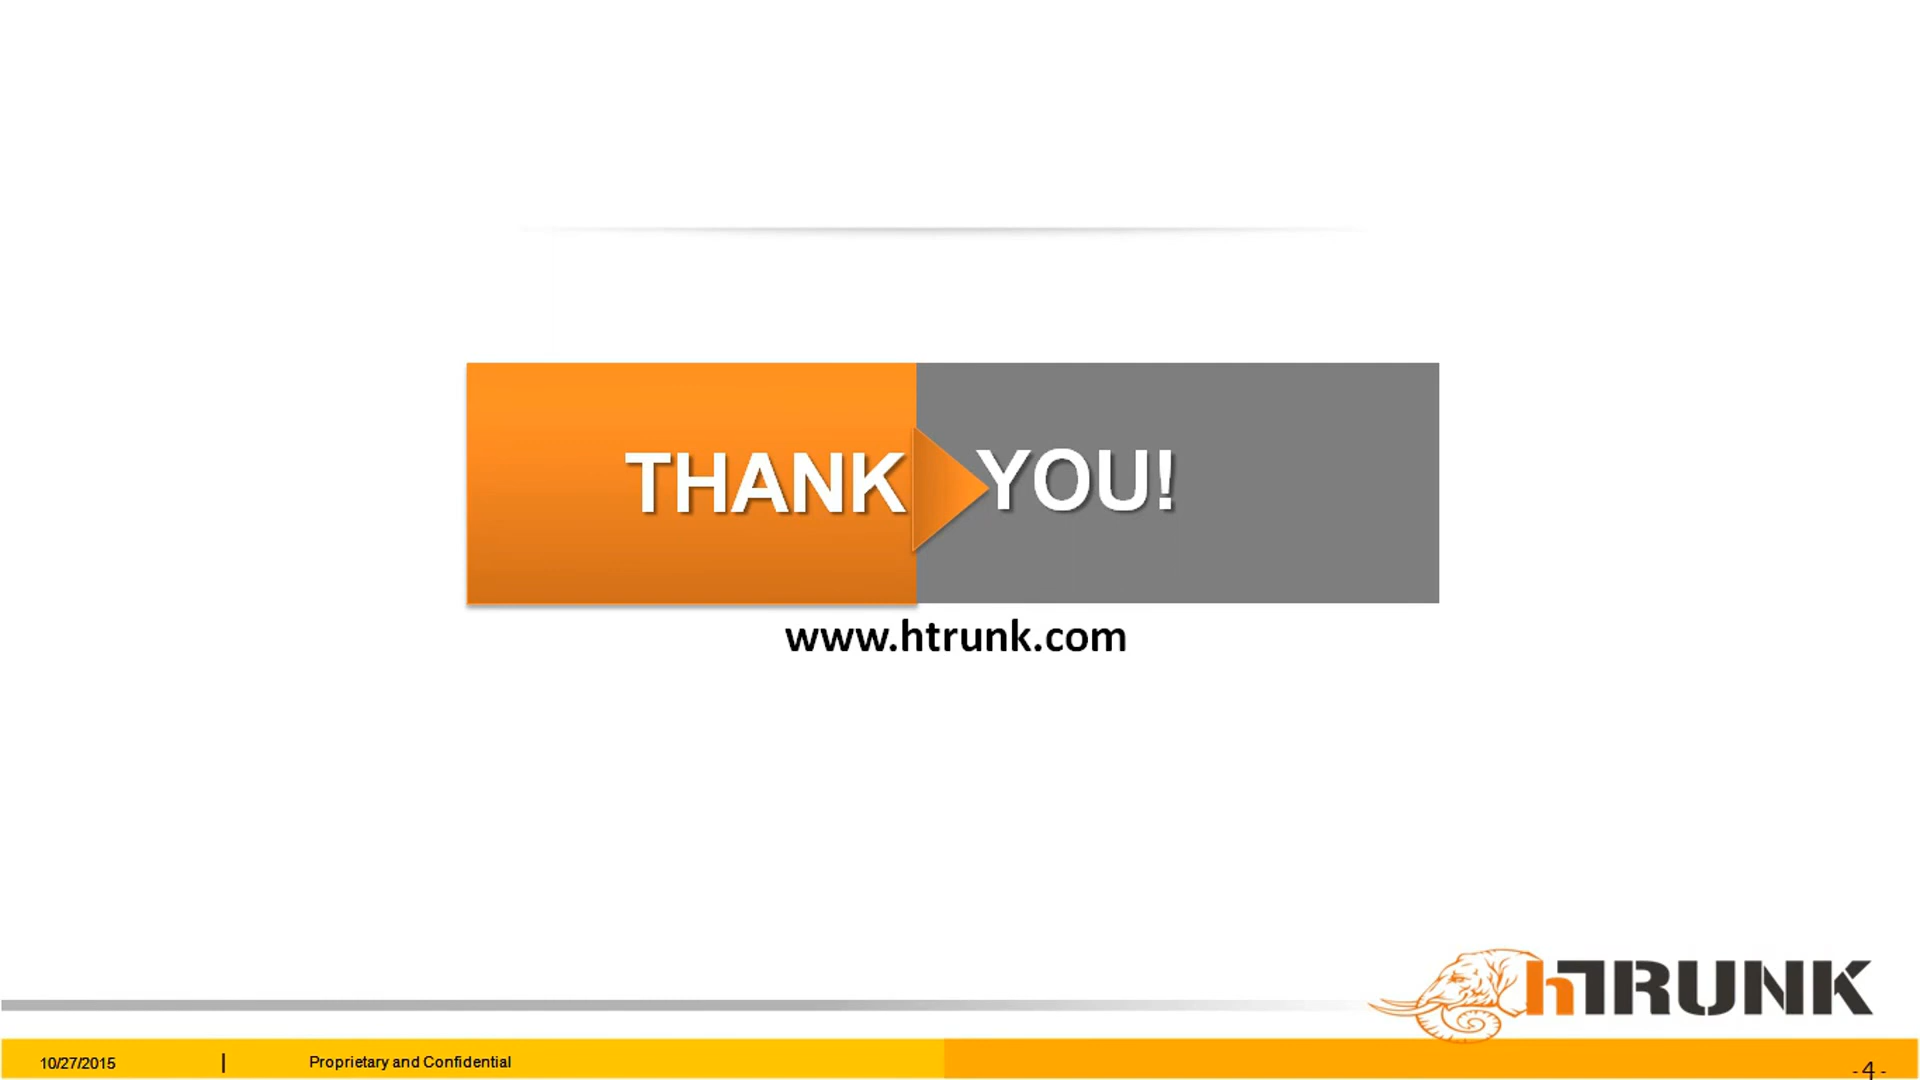 THANK YOU!
www.htrunk.com
hTRUNK
10/27/2015 | Proprietary and Confidential
- 4 -